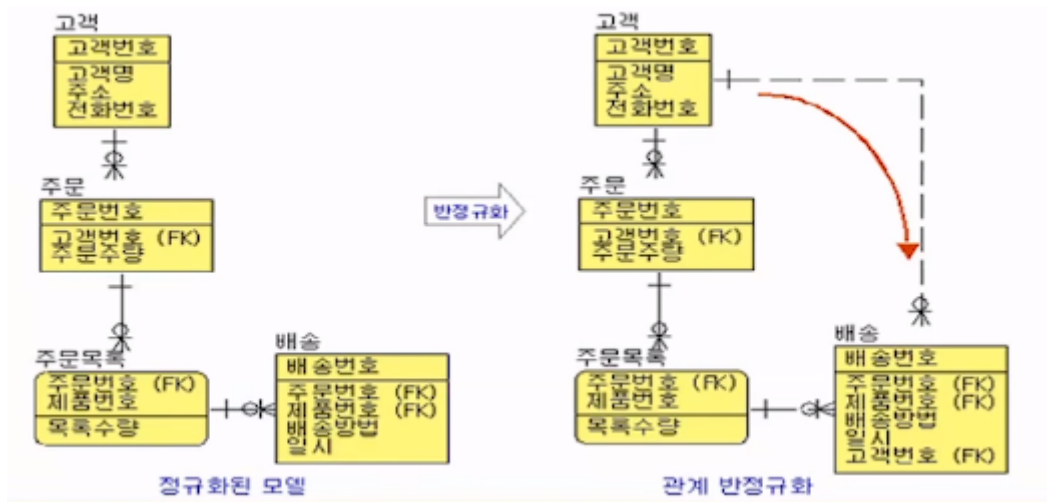 고객
고객번호
고객명
주소
전화번호
주문
주문번호
고객번호 (FK)
주문수량
주문목록
주문번호 (FK)
제품번호
목록수량
배송
배송번호
주문번호 (FK)
제품번호 (FK)
배송방법
일시
정규화된 모델
반정규화
고객
고객번호
고객명
주소
전화번호
주문
주문번호
고객번호 (FK)
주문수량
주문목록
주문번호 (FK)
제품번호
목록수량
배송
배송번호
주문번호 (FK)
제품번호 (FK)
배송방법
일시
고객번호 (FK)
관계 반정규화